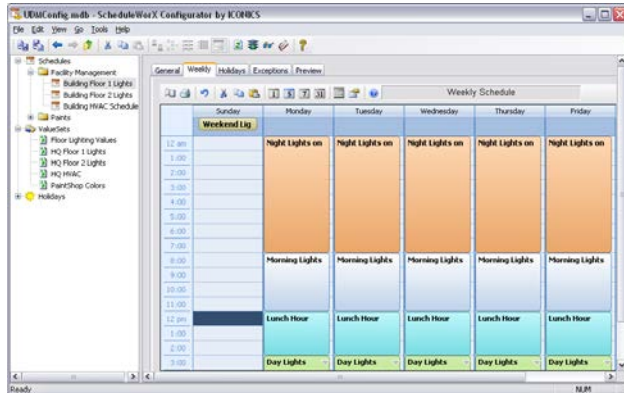 UDMConfig.mdb - ScheduleWorX Configurator by ICONICS
File Edit View Go Tools Help
Schedules
Facility Management
Building Floor 1 Lights
Building Floor 2 Lights
Building HVAC Schedule
Paints
ValueSets
Floor Lighting Values
HQ Floor 1 Lights
HQ Floor 2 Lights
HQ HVAC
PaintShop Colors
Holidays
General Weekly Holidays Exceptions Preview
1 5 7 31 Weekly Schedule
Sunday Monday Tuesday Wednesday Thursday Friday
Weekend Lig
12 am Night Lights on Night Lights on Night Lights on Night Lights on Night Lights on
1:00
2:00
3:00
4:00
5:00
6:00
7:00
8:00 Morning Lights Morning Lights Morning Lights Morning Lights Morning Lights
9:00
10:00
11:00
12 pm Lunch Hour Lunch Hour Lunch Hour Lunch Hour Lunch Hour
1:00
2:00
3:00 Day Lights Day Lights Day Lights Day Lights Day Lights
Ready NUM